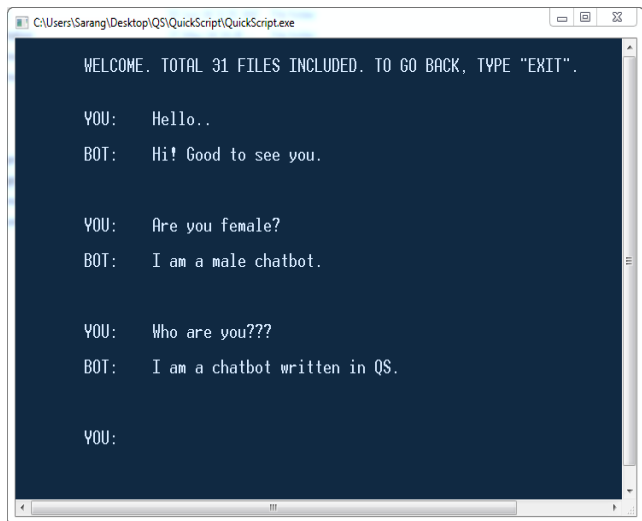 C:\Users\Sarang\Desktop\QS\QuickScript\QuickScript.exe
WELCOME. TOTAL 31 FILES INCLUDED. TO GO BACK, TYPE "EXIT".
YOU: Hello..
BOT: Hi! Good to see you.
YOU: Are you female?
BOT: I am a male chatbot.
YOU: Who are you???
BOT: I am a chatbot written in QS.
YOU: